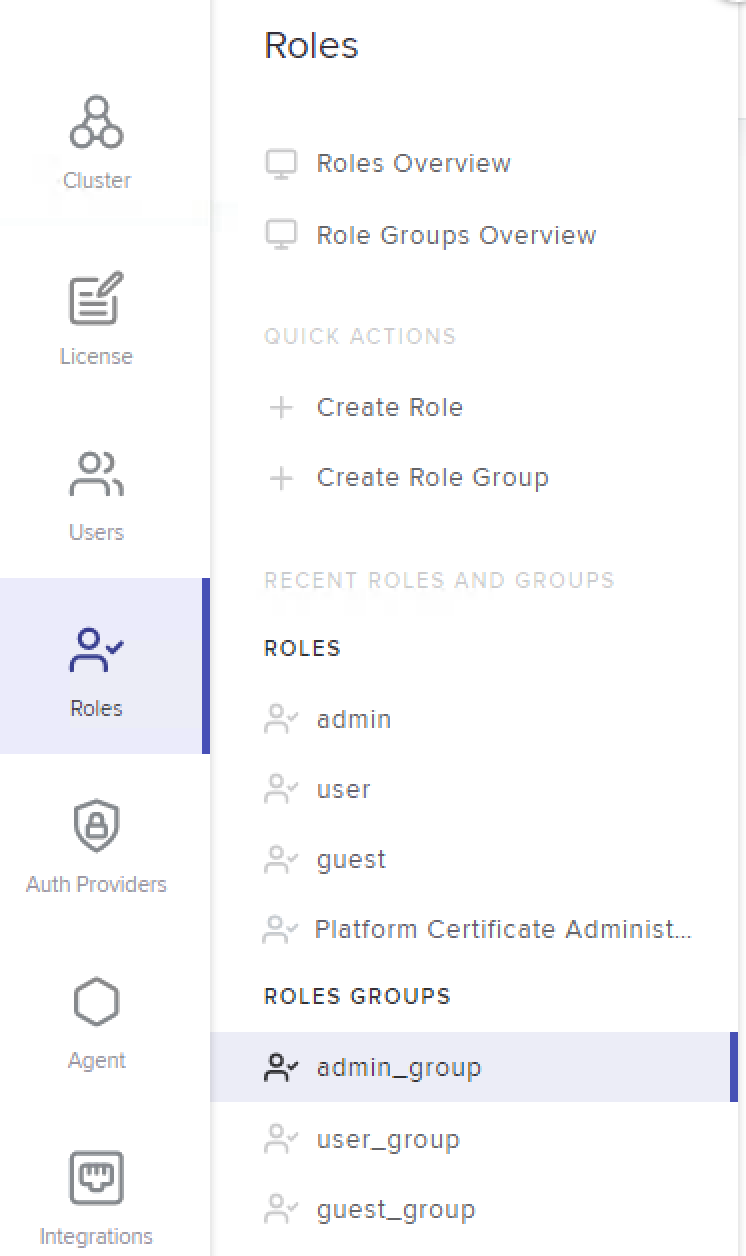 Cluster
License
Users
Roles
Auth Providers
Agent
Integrations
Roles
Roles Overview
Role Groups Overview
QUICK ACTIONS
Create Role
Create Role Group
RECENT ROLES AND GROUPS
ROLES
admin
user
guest
Platform Certificate Administ...
ROLES GROUPS
admin_group
user_group
guest_group